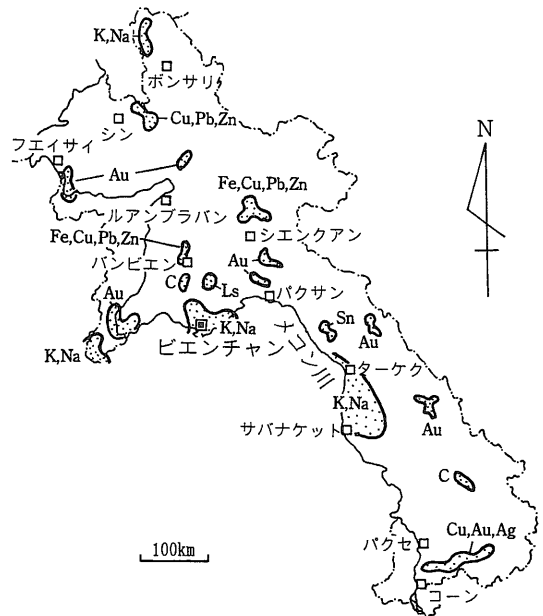 K,Na
ボンサリ
シン
Cu,Pb,Zn
フエイサイ
Au
N
Fe,Cu,Pb,Zn
ルアンブラバン
Fe,Cu,Pb,Zn
シエンクアン
バンビエン
Au
C
Ls
パクサン
Au
K,Na
Sn
Au
ビエンチャン
メコン川
K,Na
ターケク
K,Na
サバナケット
Au
C
パクセ
Cu,Au,Ag
100km
コーン